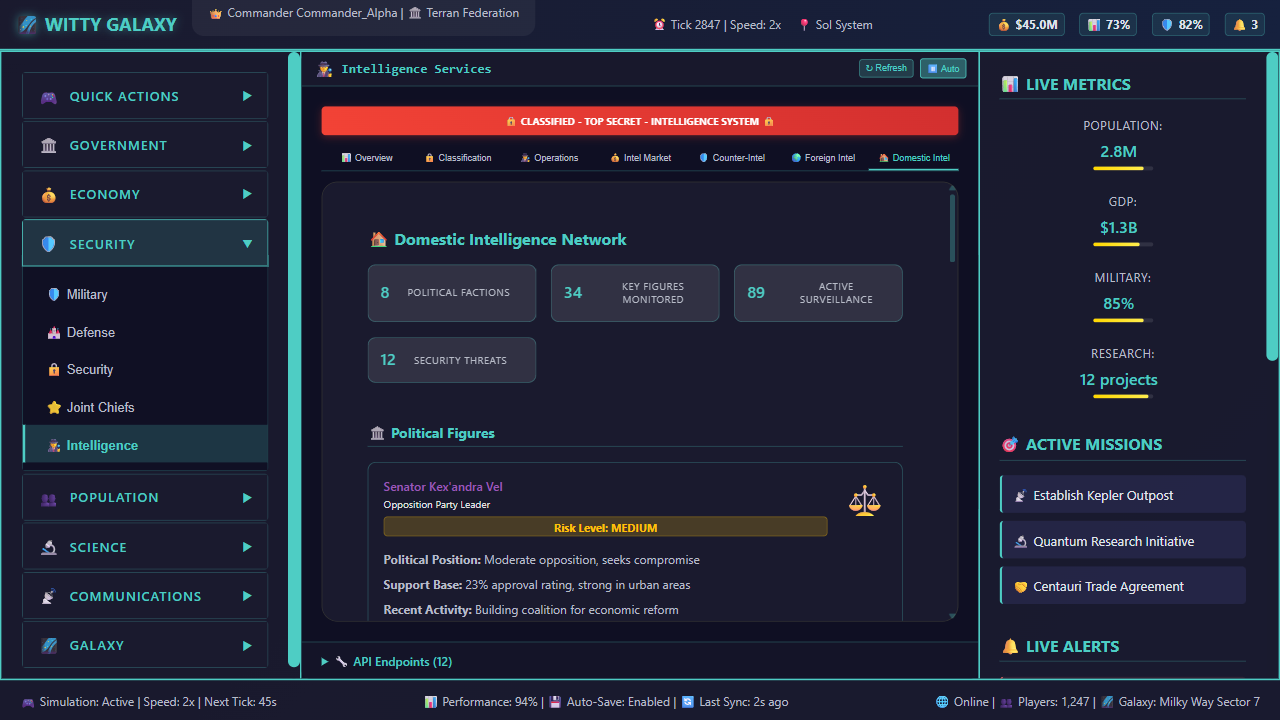 WITTY GALAXY
Commander Commander_Alpha | Terran Federation
Tick 2847 | Speed: 2x
Sol System
$45.0M
73%
82%
3
QUICK ACTIONS
GOVERNMENT
ECONOMY
SECURITY
Military
Defense
Security
Joint Chiefs
Intelligence
POPULATION
SCIENCE
COMMUNICATIONS
GALAXY
Intelligence Services
↻ Refresh
Auto
CLASSIFIED - TOP SECRET - INTELLIGENCE SYSTEM
Overview
Classification
Operations
Intel Market
Counter-Intel
Foreign Intel
Domestic Intel
Domestic Intelligence Network
8 POLITICAL FACTIONS
34 KEY FIGURES
MONITORED
89 ACTIVE
SURVEILLANCE
12 SECURITY THREATS
Political Figures
Senator Kex'andra Vel
Opposition Party Leader
Risk Level: MEDIUM
Political Position: Moderate opposition, seeks compromise
Support Base: 23% approval rating, strong in urban areas
Recent Activity: Building coalition for economic reform
API Endpoints (12)
LIVE METRICS
POPULATION:
2.8M
GDP:
$1.3B
MILITARY:
85%
RESEARCH:
12 projects
ACTIVE MISSIONS
Establish Kepler Outpost
Quantum Research Initiative
Centauri Trade Agreement
LIVE ALERTS
Simulation: Active | Speed: 2x | Next Tick: 45s
Performance: 94% | Auto-Save: Enabled | Last Sync: 2s ago
Online | Players: 1,247 | Galaxy: Milky Way Sector 7